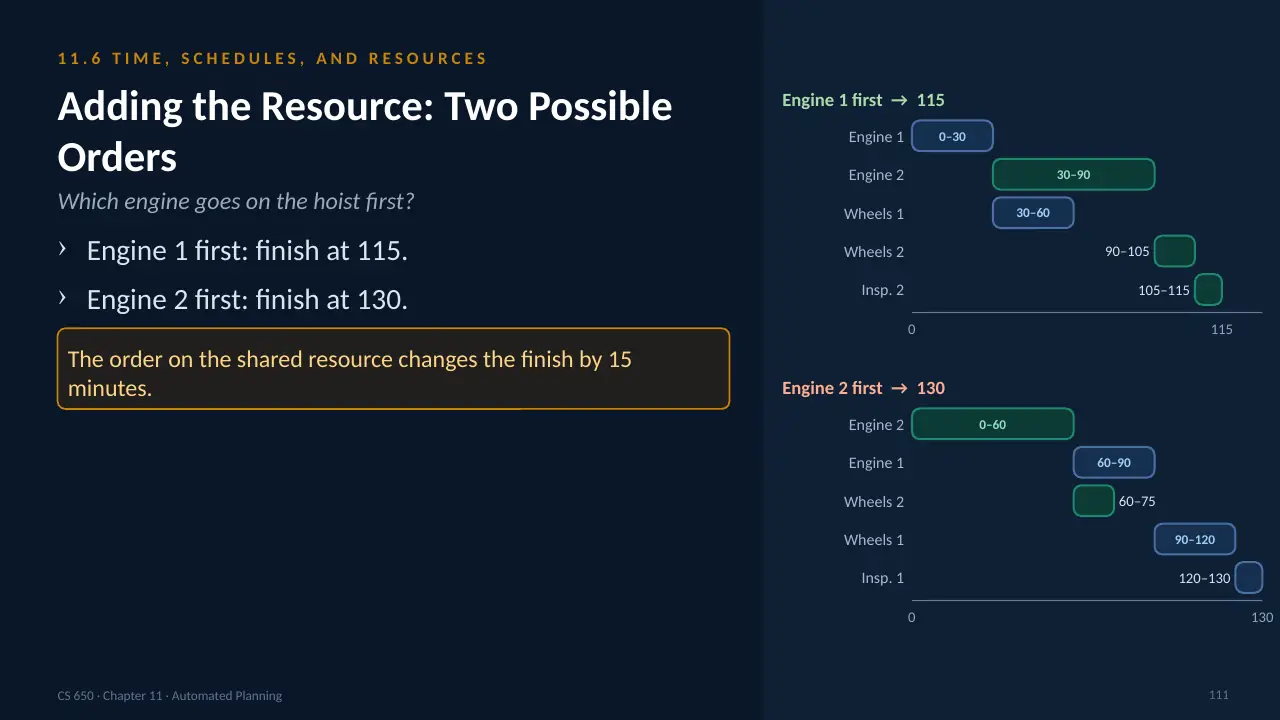 11.6 TIME, SCHEDULES, AND RESOURCES
Adding the Resource: Two Possible
Orders
Which engine goes on the hoist first?
› Engine 1 first: finish at 115.
› Engine 2 first: finish at 130.
The order on the shared resource changes the finish by 15
minutes.
Engine 1 first → 115
Engine 1 0–30
Engine 2 30–90
Wheels 1 30–60
Wheels 2 90–105
Insp. 2 105–115
0 115
Engine 2 first → 130
Engine 2 0–60
Engine 1 60–90
Wheels 2 60–75
Wheels 1 90–120
Insp. 1 120–130
0 130
CS 650 · Chapter 11 · Automated Planning
111